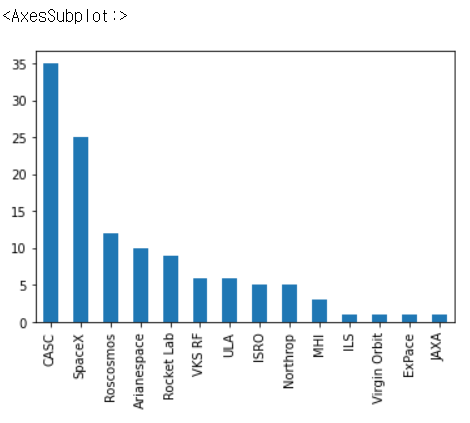 <AxesSubplot:>
35
30
25
20
15
10
5
0
CASC
SpaceX
Roscosmos
Arianespace
Rocket Lab
VKS RF
ULA
ISRO
Northrop
MHI
ILS
Virgin Orbit
ExPace
JAXA